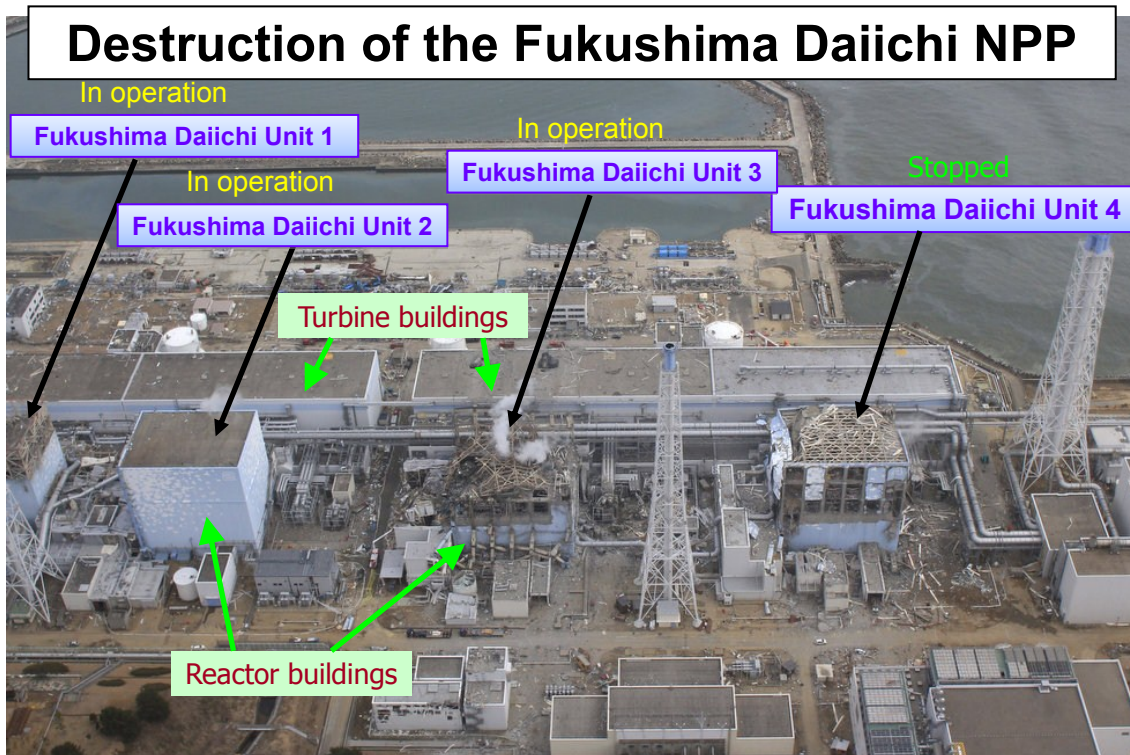 Destruction of the Fukushima Daiichi NPP
In operation
Fukushima Daiichi Unit 1
In operation
Fukushima Daiichi Unit 2
In operation
Fukushima Daiichi Unit 3
Stopped
Fukushima Daiichi Unit 4
Turbine buildings
Reactor buildings